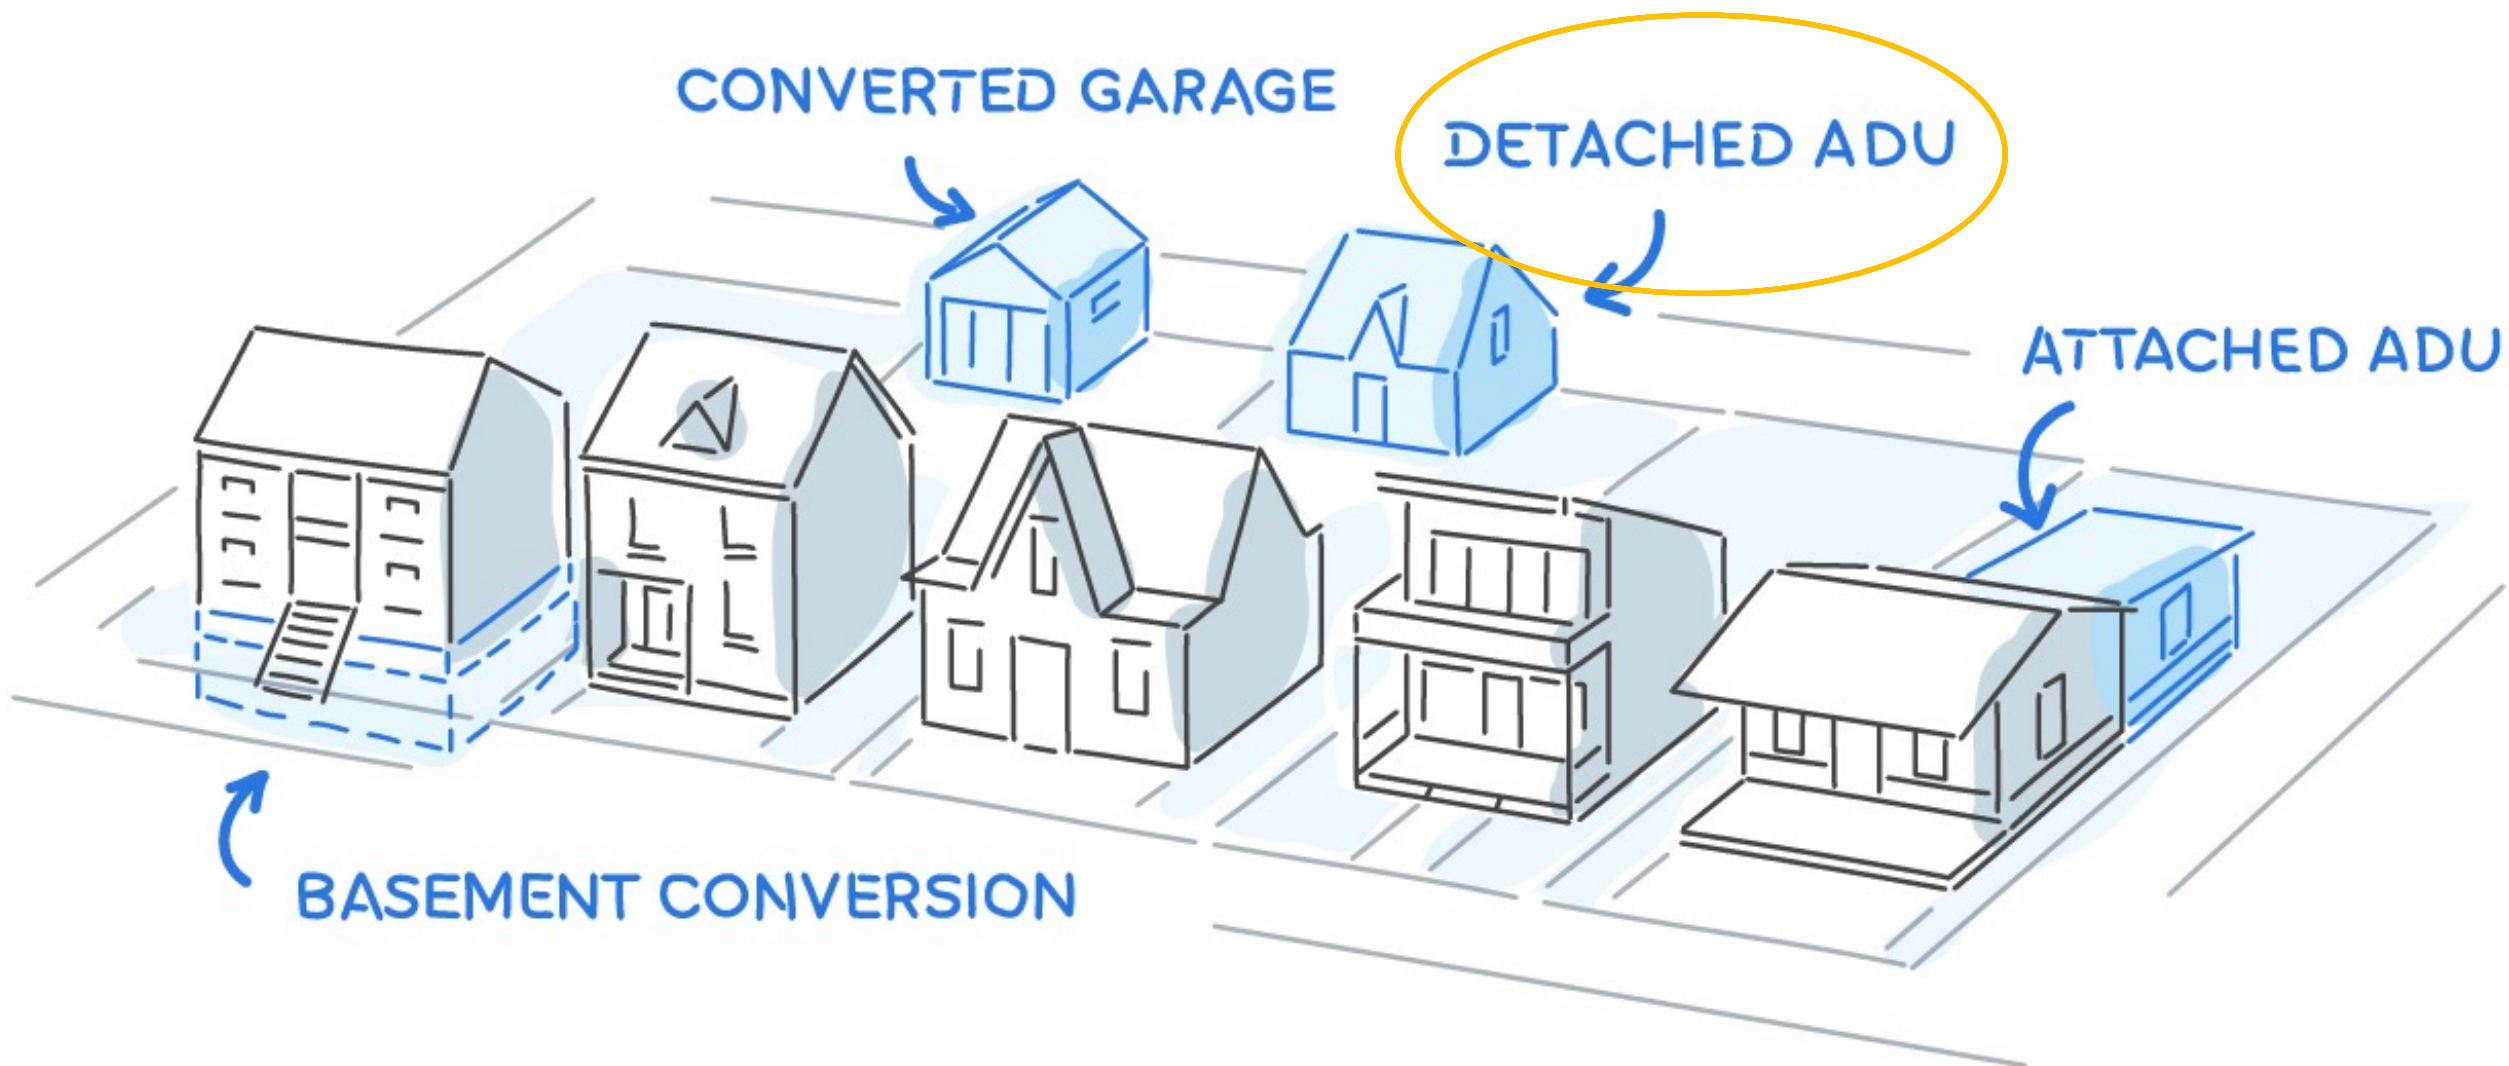 CONVERTED GARAGE
DETACHED ADU
ATTACHED ADU
BASEMENT CONVERSION